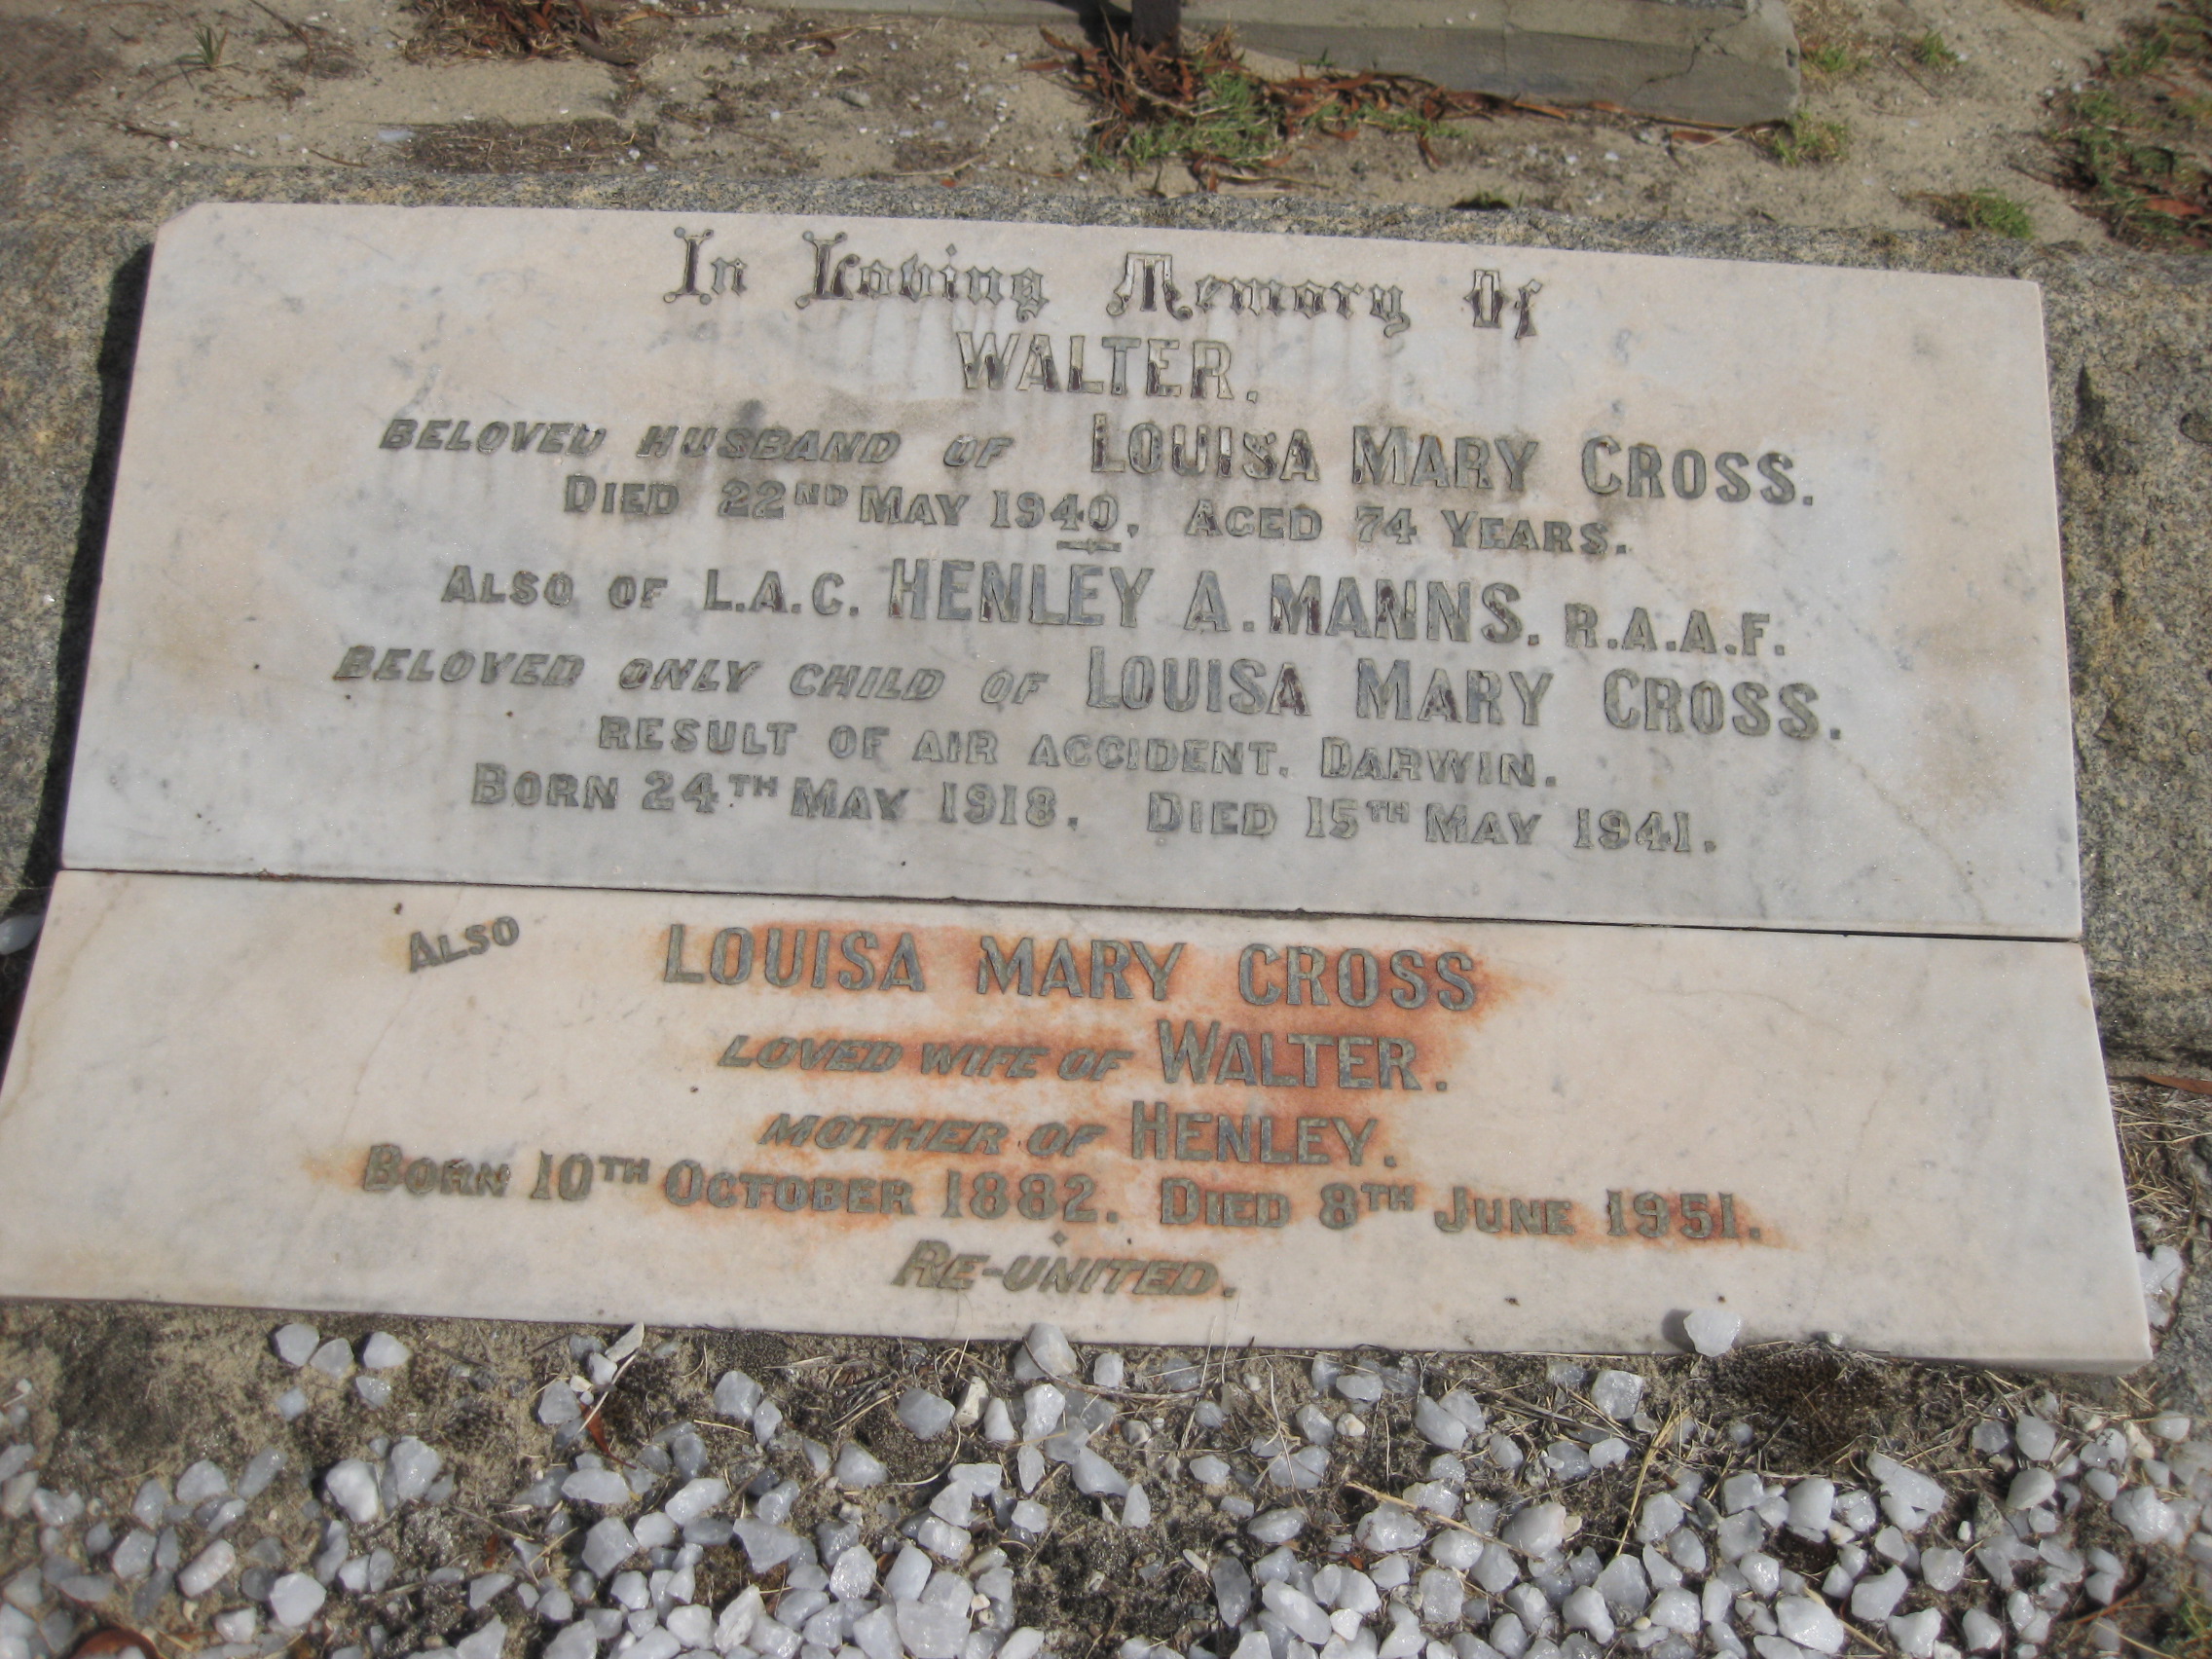 In Loving Memory Of
WALTER.
BELOVED HUSBAND OF LOUISA MARY CROSS.
DIED 22ND MAY 1940, AGED 74 YEARS.
ALSO OF L.A.C. HENLEY A. MANNS. R.A.A.F.
BELOVED ONLY CHILD OF LOUISA MARY CROSS.
RESULT OF AIR ACCIDENT, DARWIN.
BORN 24TH MAY 1918. DIED 15TH MAY 1941.
ALSO LOUISA MARY CROSS
LOVED WIFE OF WALTER.
MOTHER OF HENLEY.
BORN 10TH OCTOBER 1882. DIED 8TH JUNE 1951.
RE-UNITED.